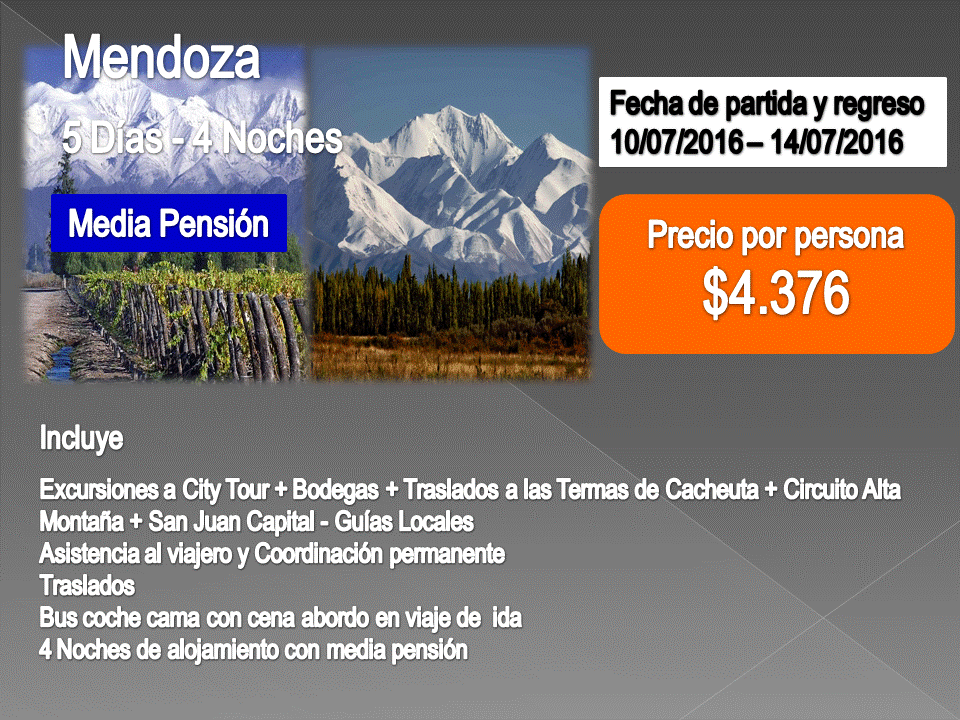 Mendoza
5 Días - 4 Noches
Media Pensión
Fecha de partida y regreso
10/07/2016 – 14/07/2016
Precio por persona
$4.376
Incluye
Excursiones a City Tour + Bodegas + Traslados a las Termas de Cacheuta + Circuito Alta
Montaña + San Juan Capital - Guías Locales
Asistencia al viajero y Coordinación permanente
Traslados
Bus coche cama con cena abordo en viaje de ida
4 Noches de alojamiento con media pensión